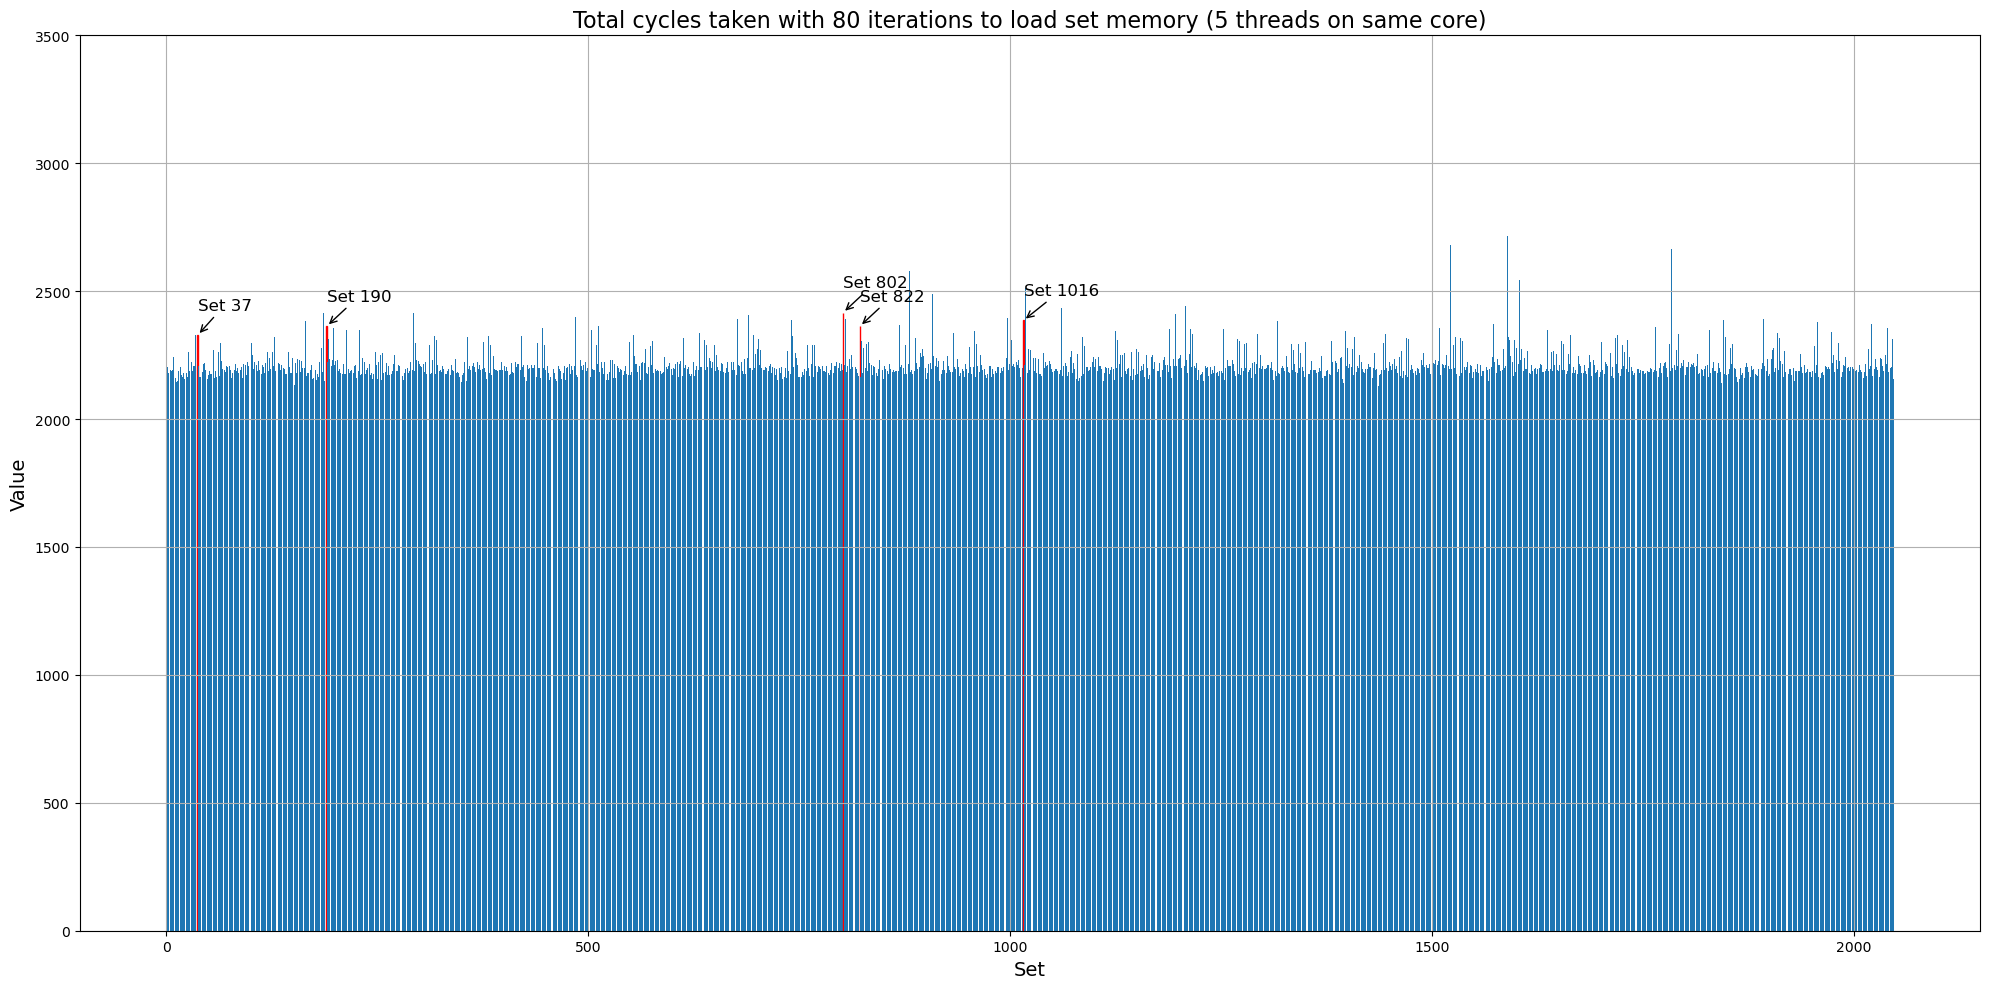 Total cycles taken with 80 iterations to load set memory (5 threads on same core)
3500
3000
2500
2000
1500
1000
500
0
Value
Set 37
Set 190
Set 802
Set 822
Set 1016
0
500
1000
1500
2000
Set